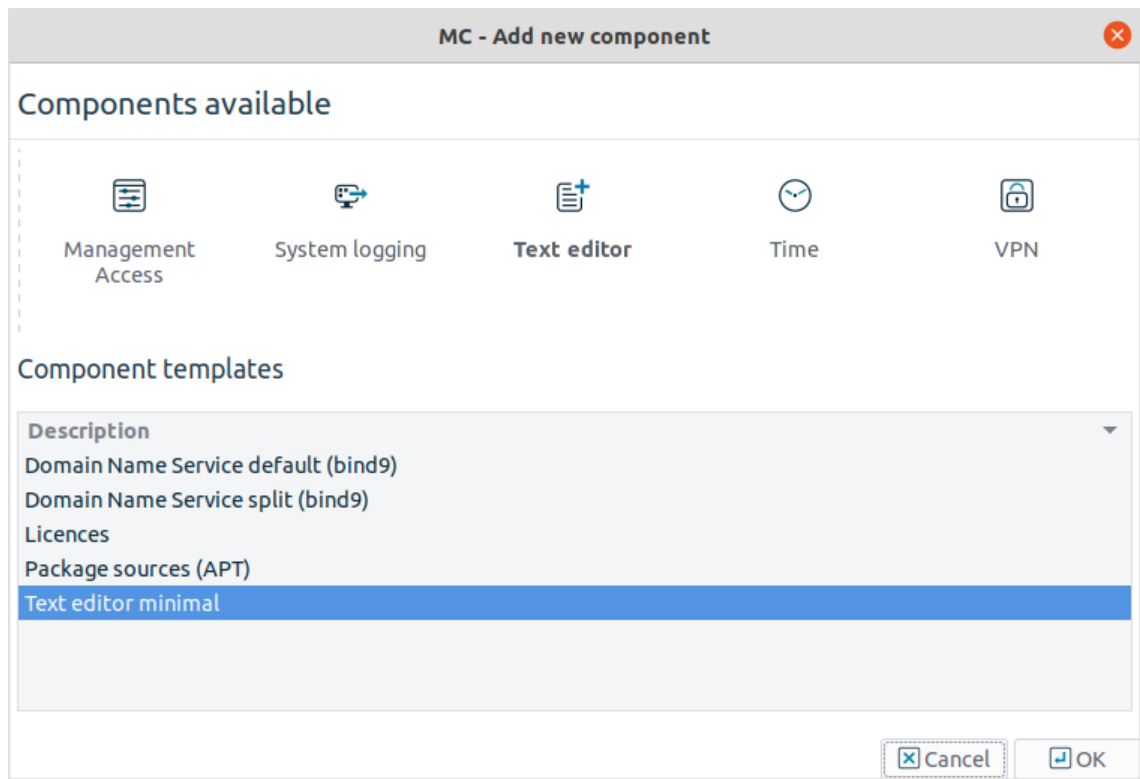 MC - Add new component
Components available
Management
Access
System logging
Text editor
Time
VPN
Component templates
Description
Domain Name Service default (bind9)
Domain Name Service split (bind9)
Licences
Package sources (APT)
Text editor minimal
Cancel
OK